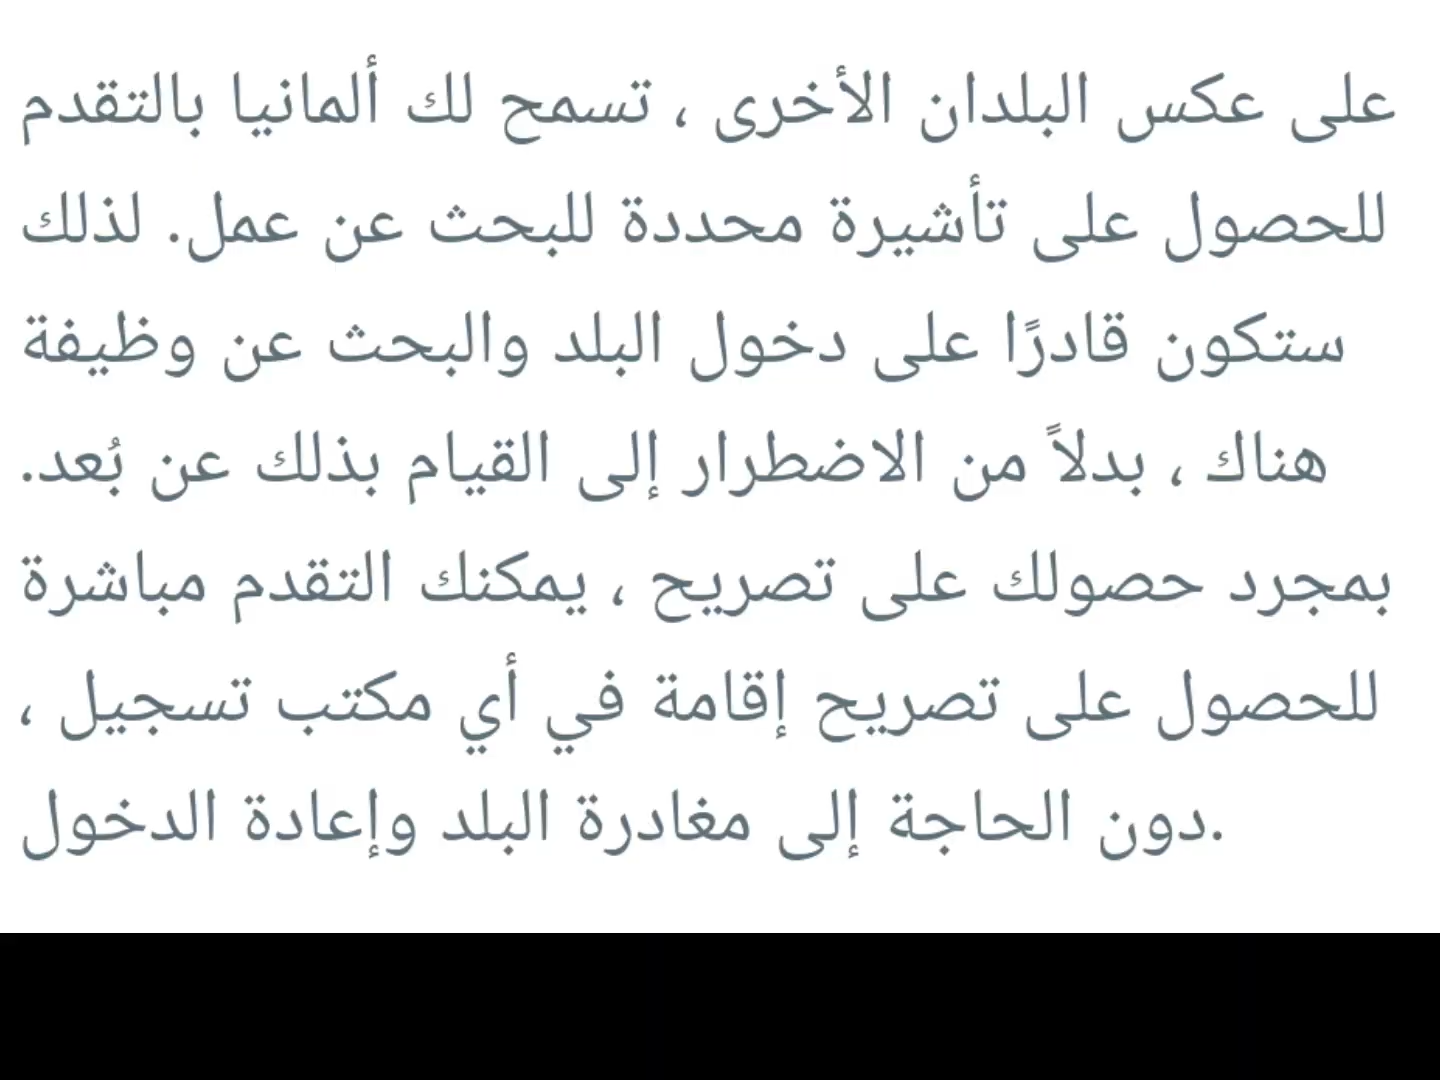 على عكس البلدان الأخرى ، تسمح لك ألمانيا بالتقدم
للحصول على تأشيرة محددة للبحث عن عمل. لذلك
ستكون قادرًا على دخول البلد والبحث عن وظيفة
هناك ، بدلاً من الاضطرار إلى القيام بذلك عن بُعد.
بمجرد حصولك على تصريح ، يمكنك التقدم مباشرة
للحصول على تصريح إقامة في أي مكتب تسجيل ،
.دون الحاجة إلى مغادرة البلد وإعادة الدخول